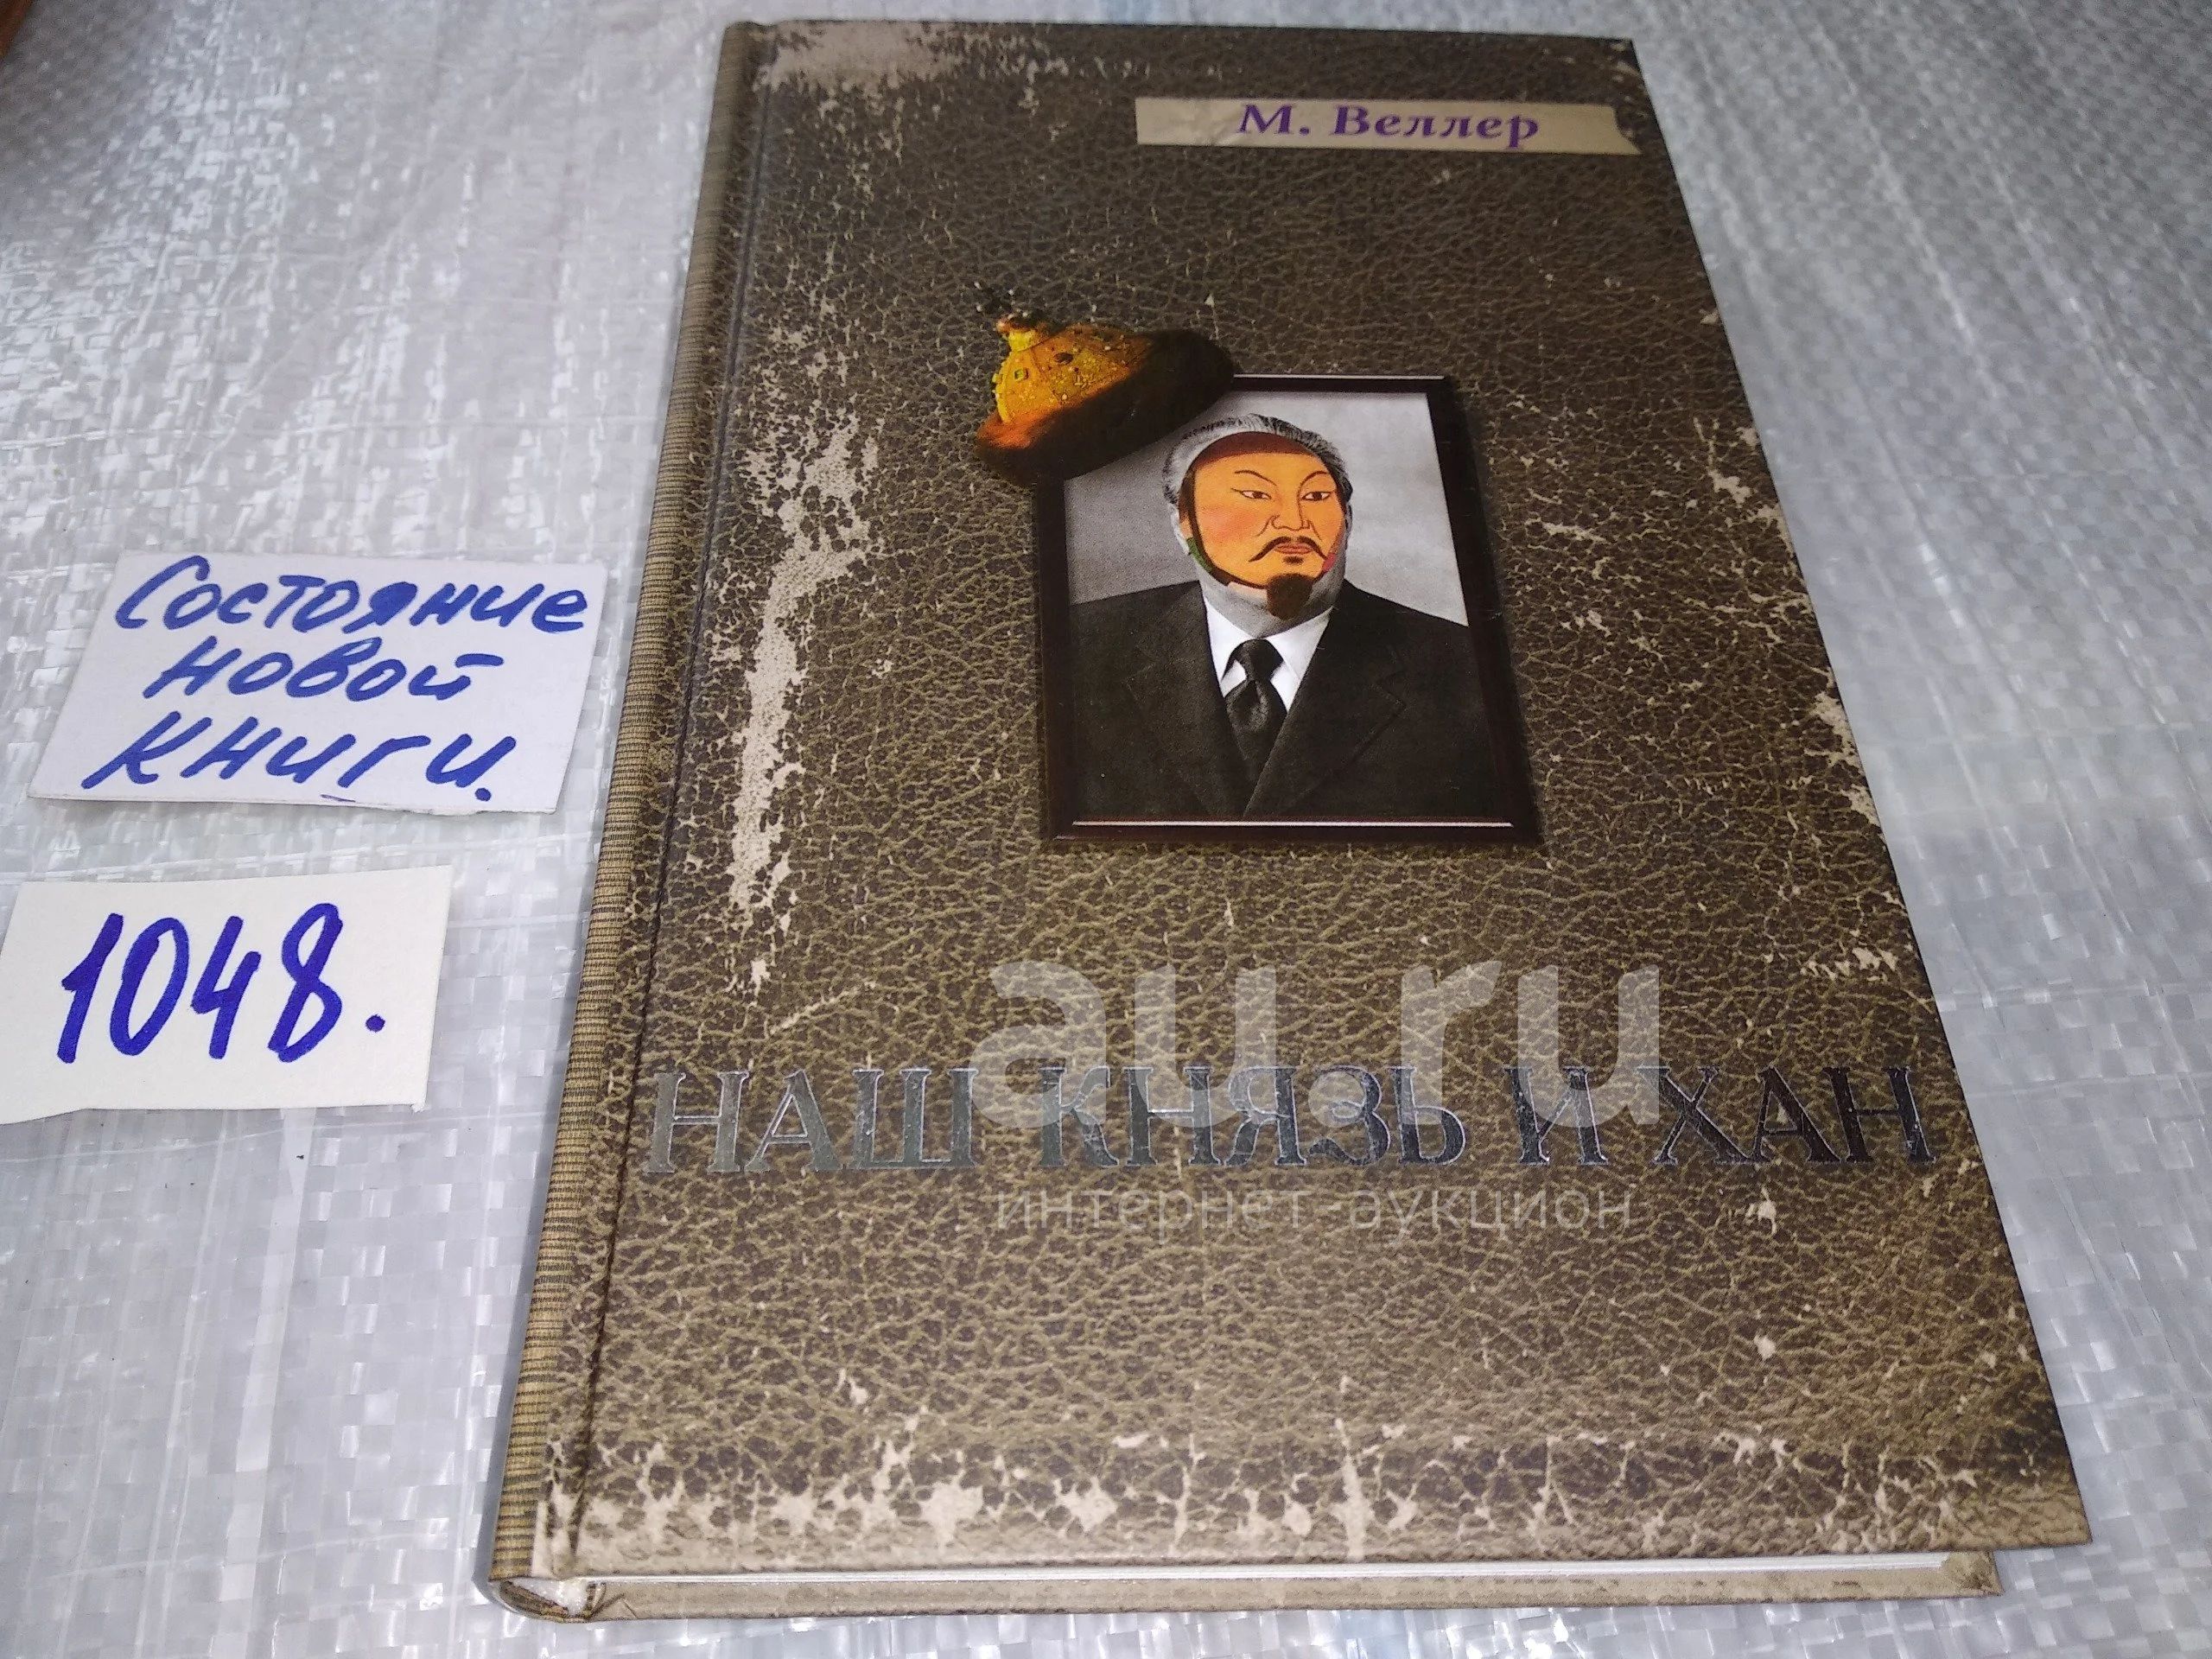 М. Веллер
Состояние
новой
книги.
1048.
au.ru
НАШ КНЯЗЬ И ХАН
интернет-аукцион